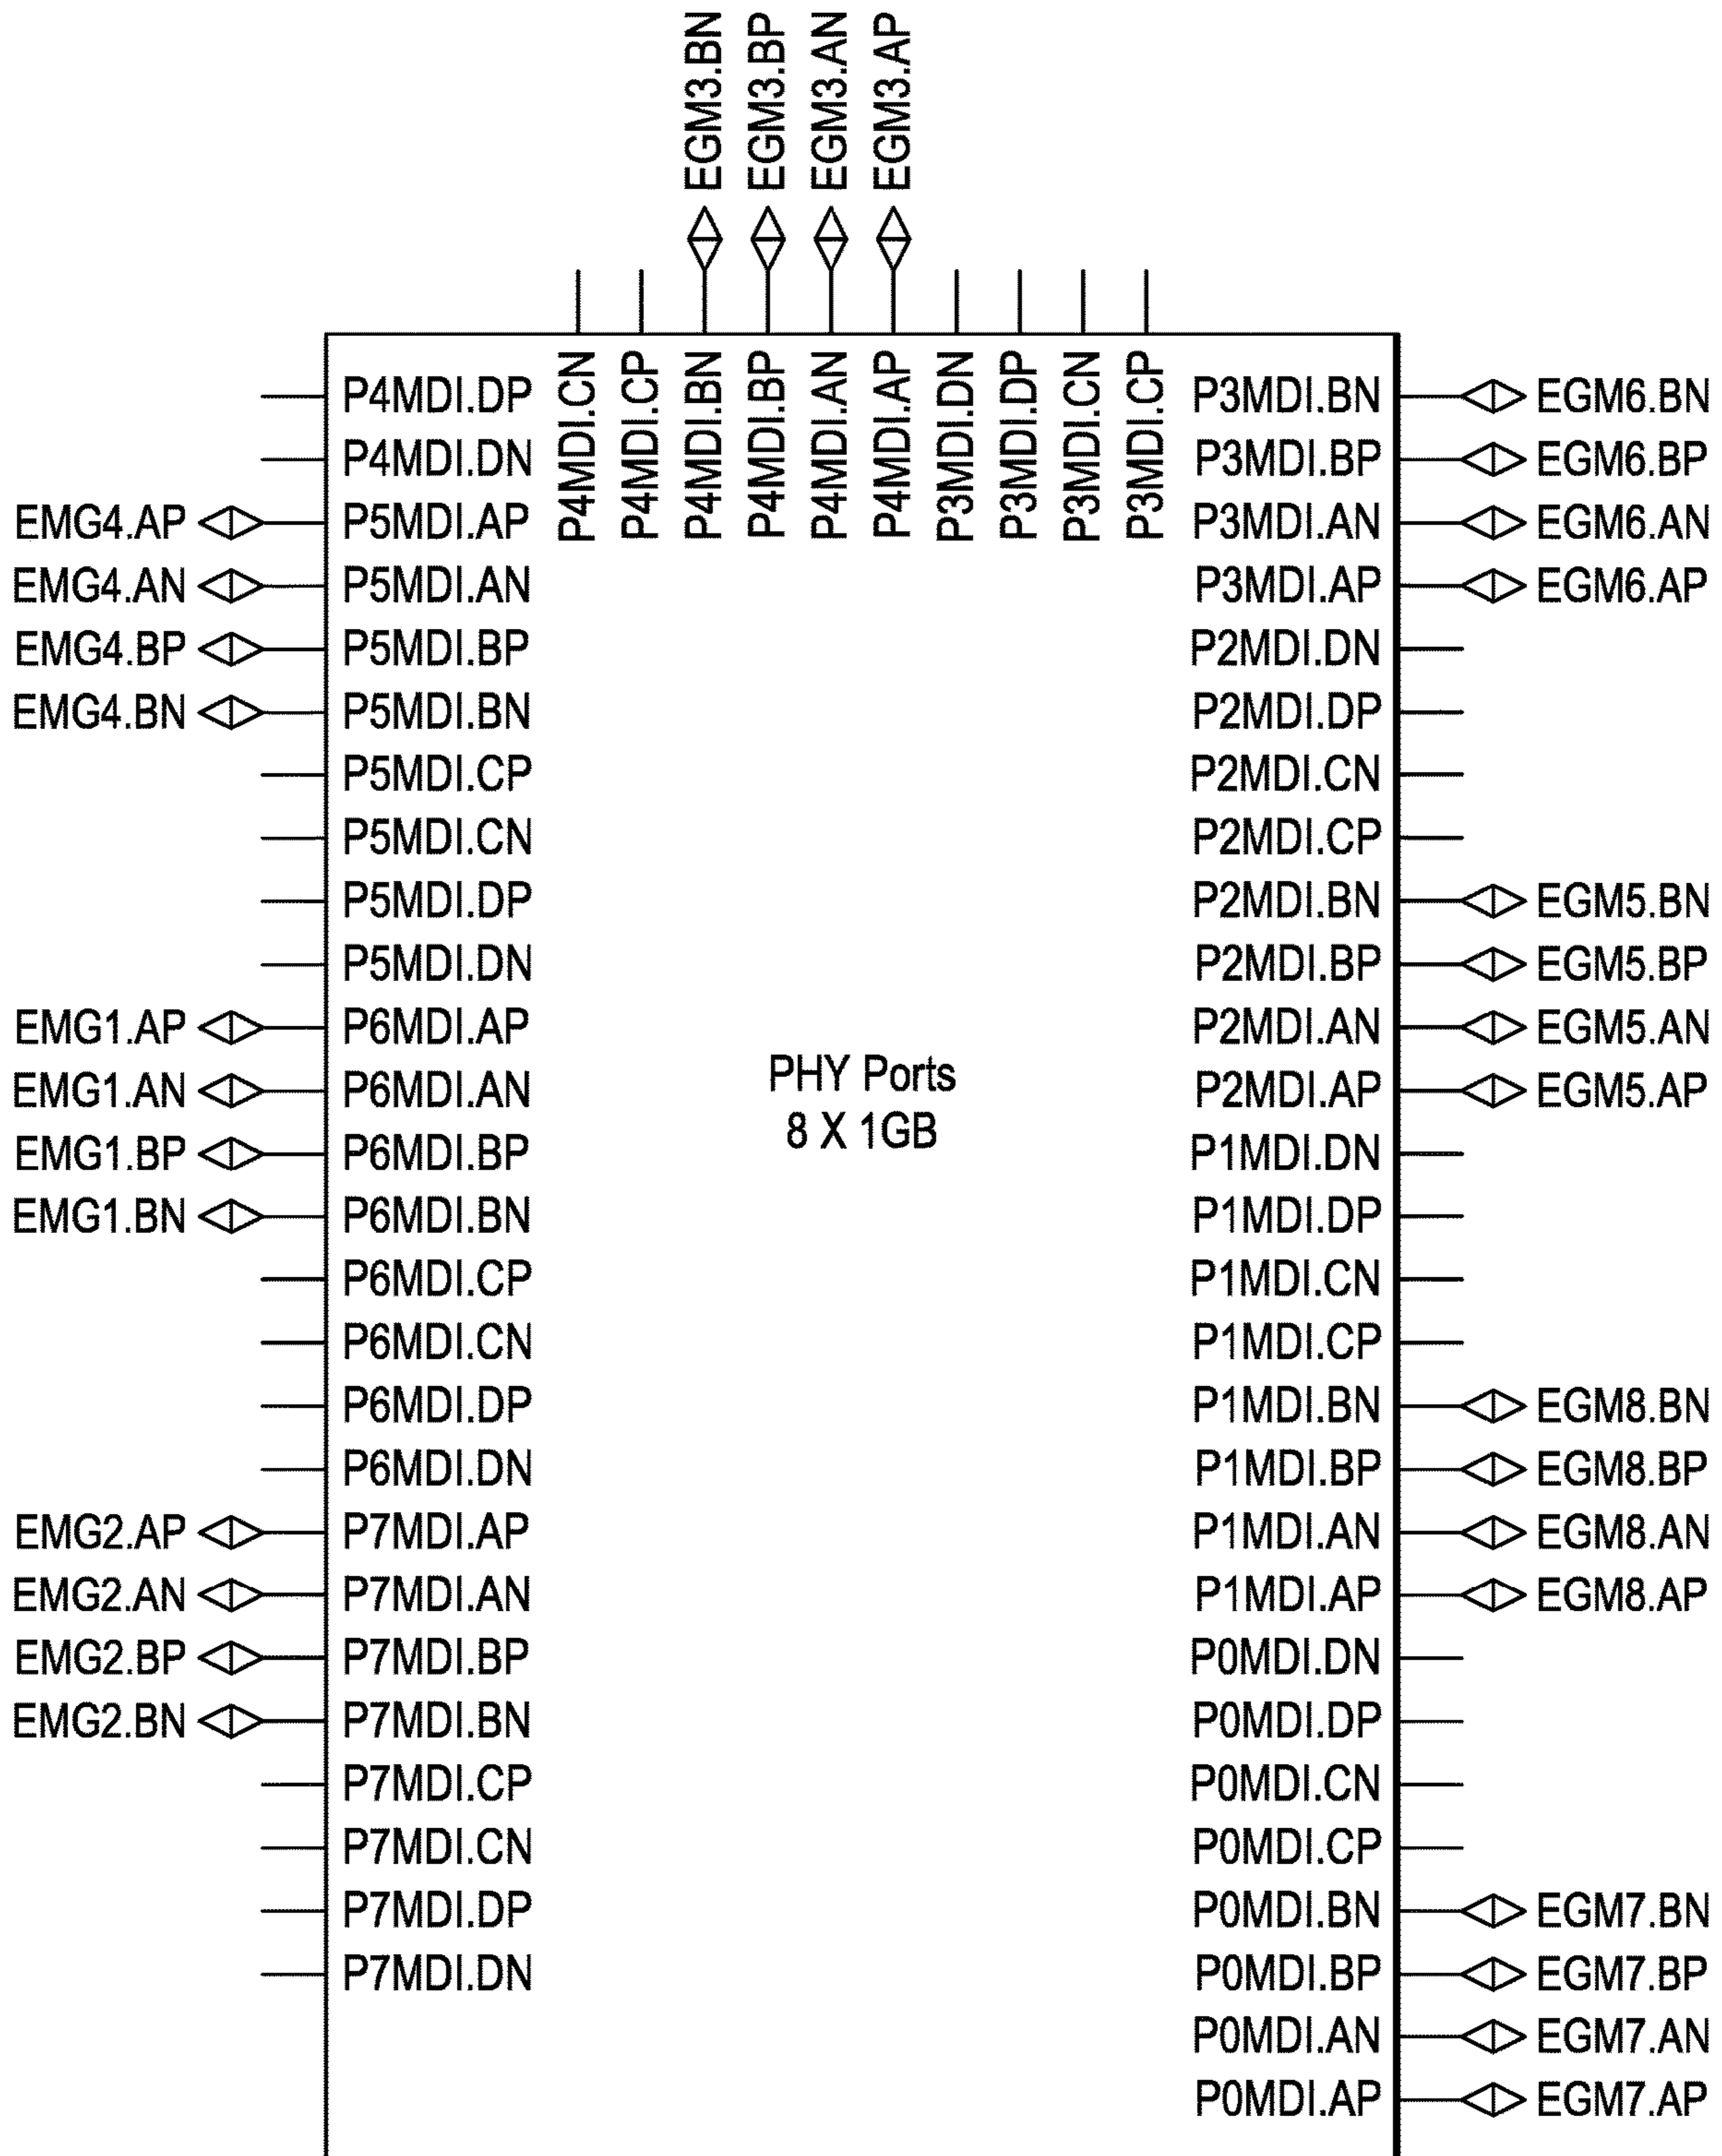 EGM3.BN
EGM3.BP
EGM3.AN
EGM3.AP
P4MDI.CN
P4MDI.CP
P4MDI.BN
P4MDI.BP
P4MDI.AN
P4MDI.AP
P3MDI.DN
P3MDI.DP
P3MDI.CN
P3MDI.CP
P4MDI.DP
P4MDI.DN
EMG4.AP P5MDI.AP
EMG4.AN P5MDI.AN
EMG4.BP P5MDI.BP
EMG4.BN P5MDI.BN
P5MDI.CP
P5MDI.CN
P5MDI.DP
P5MDI.DN
EMG1.AP P6MDI.AP
EMG1.AN P6MDI.AN
EMG1.BP P6MDI.BP
EMG1.BN P6MDI.BN
P6MDI.CP
P6MDI.CN
P6MDI.DP
P6MDI.DN
EMG2.AP P7MDI.AP
EMG2.AN P7MDI.AN
EMG2.BP P7MDI.BP
EMG2.BN P7MDI.BN
P7MDI.CP
P7MDI.CN
P7MDI.DP
P7MDI.DN
PHY Ports
8 X 1GB
P3MDI.BN EGM6.BN
P3MDI.BP EGM6.BP
P3MDI.AN EGM6.AN
P3MDI.AP EGM6.AP
P2MDI.DN
P2MDI.DP
P2MDI.CN
P2MDI.CP
P2MDI.BN EGM5.BN
P2MDI.BP EGM5.BP
P2MDI.AN EGM5.AN
P2MDI.AP EGM5.AP
P1MDI.DN
P1MDI.DP
P1MDI.CN
P1MDI.CP
P1MDI.BN EGM8.BN
P1MDI.BP EGM8.BP
P1MDI.AN EGM8.AN
P1MDI.AP EGM8.AP
P0MDI.DN
P0MDI.DP
P0MDI.CN
P0MDI.CP
P0MDI.BN EGM7.BN
P0MDI.BP EGM7.BP
P0MDI.AN EGM7.AN
P0MDI.AP EGM7.AP